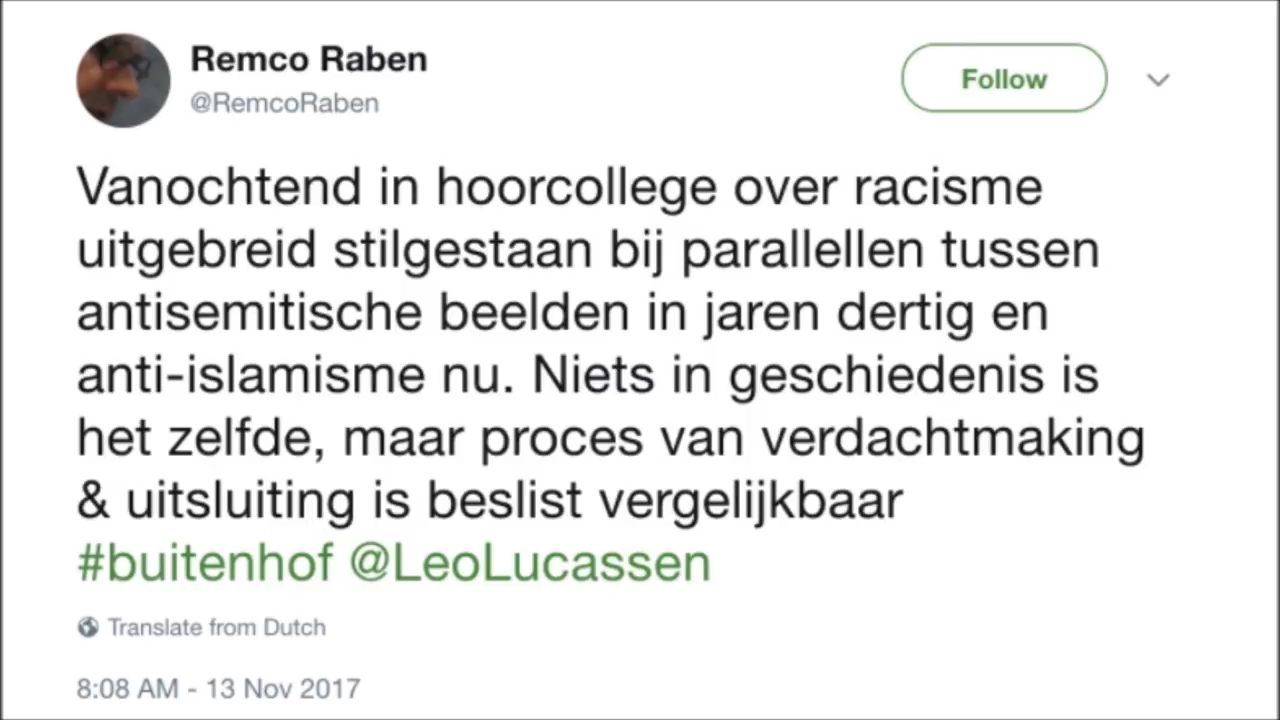 Remco Raben
@RemcoRaben
Follow
Vanochtend in hoorcollege over racisme
uitgebreid stilgestaan bij parallellen tussen
antisemitische beelden in jaren dertig en
anti-islamisme nu. Niets in geschiedenis is
het zelfde, maar proces van verdachtmaking
& uitsluiting is beslist vergelijkbaar
#buitenhof @LeoLucassen
Translate from Dutch
8:08 AM - 13 Nov 2017